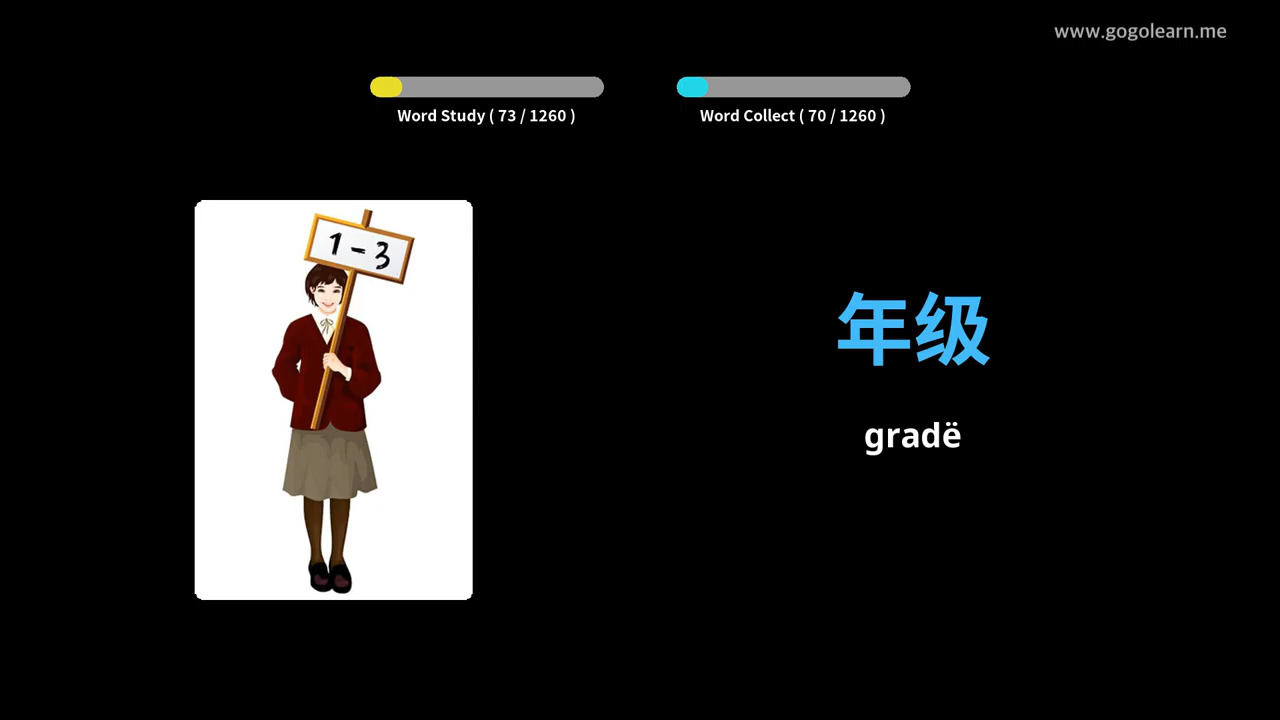 www.gogolearn.me
Word Study ( 73 / 1260 )
Word Collect ( 70 / 1260 )
1 - 3
年级
gradë